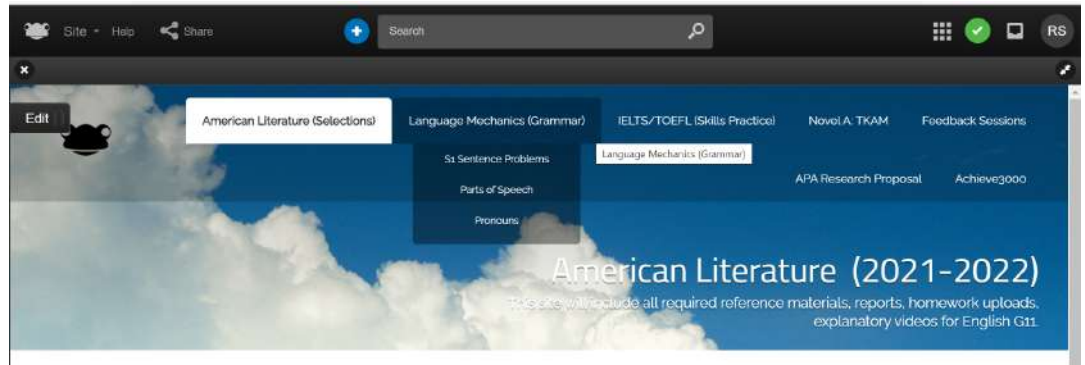 Site Help Share Search RS
Edit
American Literature (Selections) Language Mechanics (Grammar) IELTS/TOEFL (Skills Practice) Novel A: TKAM Feedback Sessions
S1 Sentence Problems
Language Mechanics (Grammar)
Parts of Speech
APA Research Proposal Achieve3000
Pronouns
American Literature (2021-2022)
This site will include all required reference materials, reports, homework uploads,
explanatory videos for English G11.